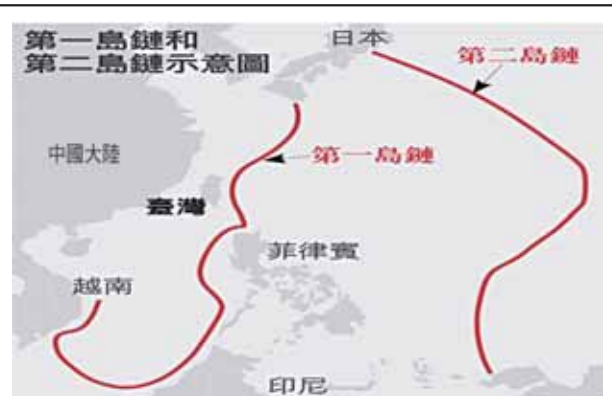 第一島鏈和
第二島鏈示意圖
日本
第二島鏈
中國大陸
第一島鏈
臺灣
菲律賓
越南
印尼